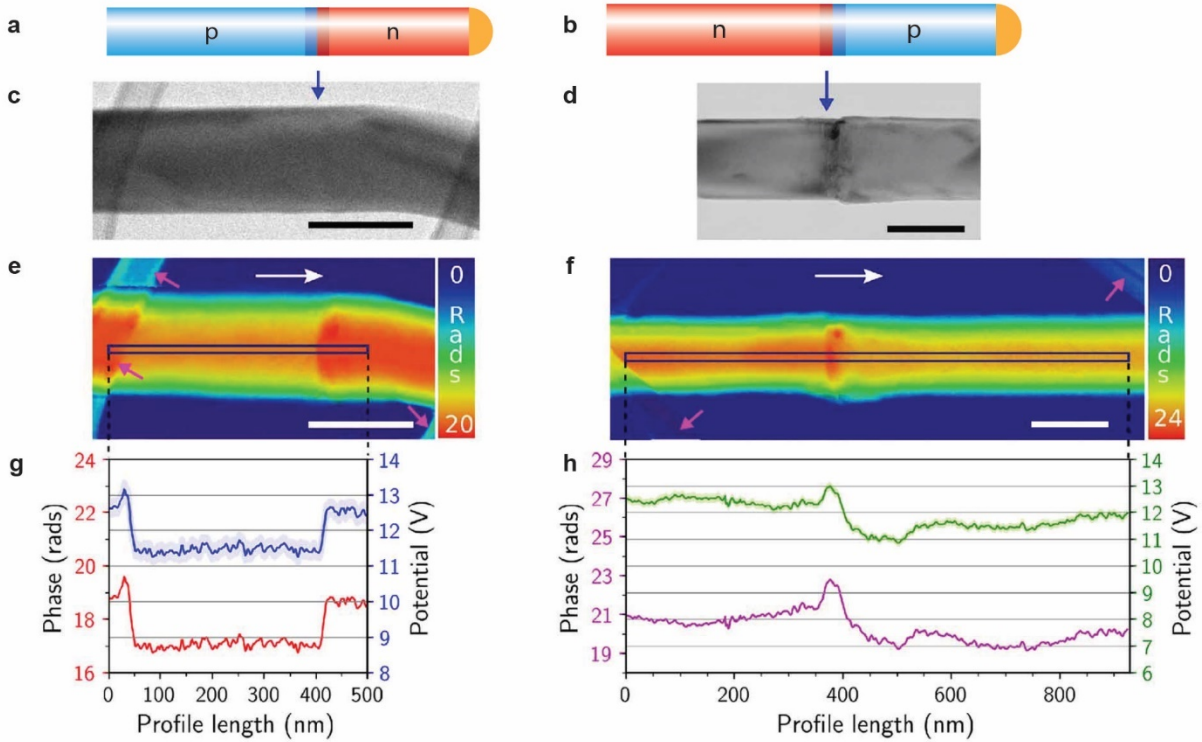 a
p
n
b
n
p
c
d
e
0
Rads
20
f
0
Rads
24
g
24
22
20
18
16
Phase (rads)
14
13
12
11
10
9
8
Potential (V)
0
100
200
300
400
500
Profile length (nm)
h
29
27
25
23
21
19
Phase (rads)
14
13
12
11
10
9
8
7
6
Potential (V)
0
200
400
600
800
Profile length (nm)